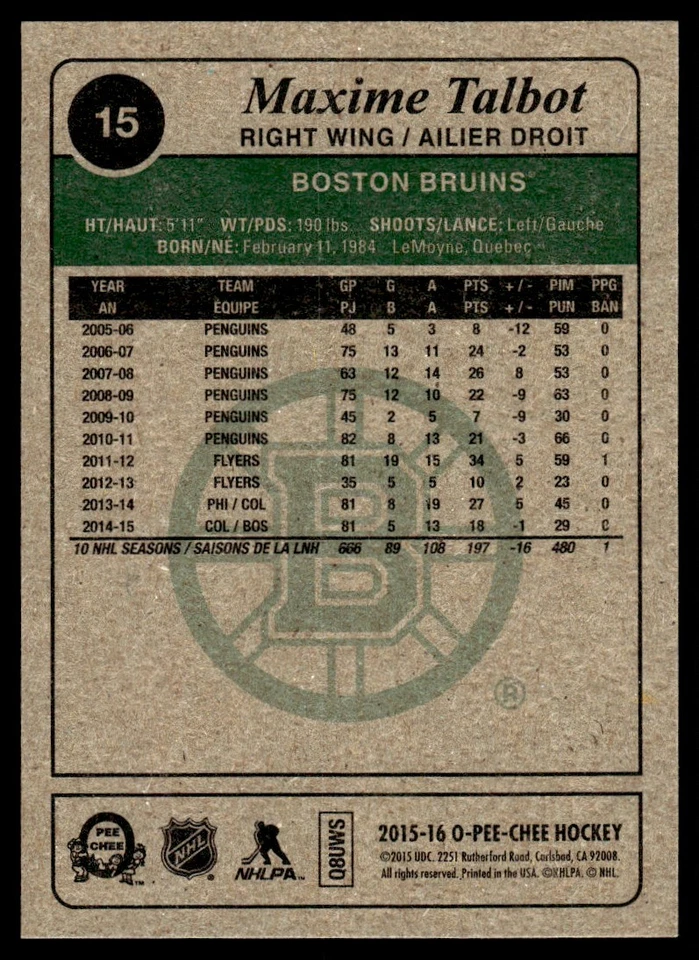 15
Maxime Talbot
RIGHT WING / AILIER DROIT
BOSTON BRUINS
HT/HAUT: 5'11" WT/PDS: 190 lbs. SHOOTS/LANCE: Left/Gauche
BORN/NÉ: February 11, 1984 LeMoyne, Quebec
YEAR TEAM GP G A PTS +/- PIM PPG
AN ÉQUIPE PJ B A PTS +/- PUN BAN
2005-06 PENGUINS 48 5 3 8 -12 59 0
2006-07 PENGUINS 75 13 11 24 -2 53 0
2007-08 PENGUINS 63 12 14 26 8 53 0
2008-09 PENGUINS 75 12 10 22 -9 63 0
2009-10 PENGUINS 45 2 5 7 -9 30 0
2010-11 PENGUINS 82 8 13 21 -3 66 0
2011-12 FLYERS 81 19 15 34 5 59 1
2012-13 FLYERS 35 5 5 10 2 23 0
2013-14 PHI / COL 81 8 19 27 5 45 0
2014-15 COL / BOS 81 5 13 18 -1 29 0
10 NHL SEASONS / SAISONS DE LA LNH 666 89 108 197 -16 480 1
B
®
PEE
CHEE
NHL
NHLPA
Q8UWS
2015-16 O-PEE-CHEE HOCKEY
©2015 UDC. 2251 Rutherford Road, Carlsbad, CA 92008.
All rights reserved. Printed in the USA. ©NHLPA. © NHL.